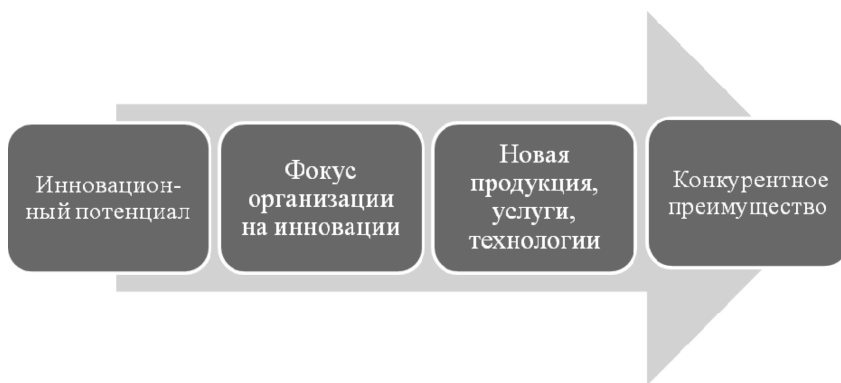 Инновацион-
ный потенциал
Фокус
организации
на инновации
Новая
продукция,
услуги,
технологии
Конкурентное
преимущество